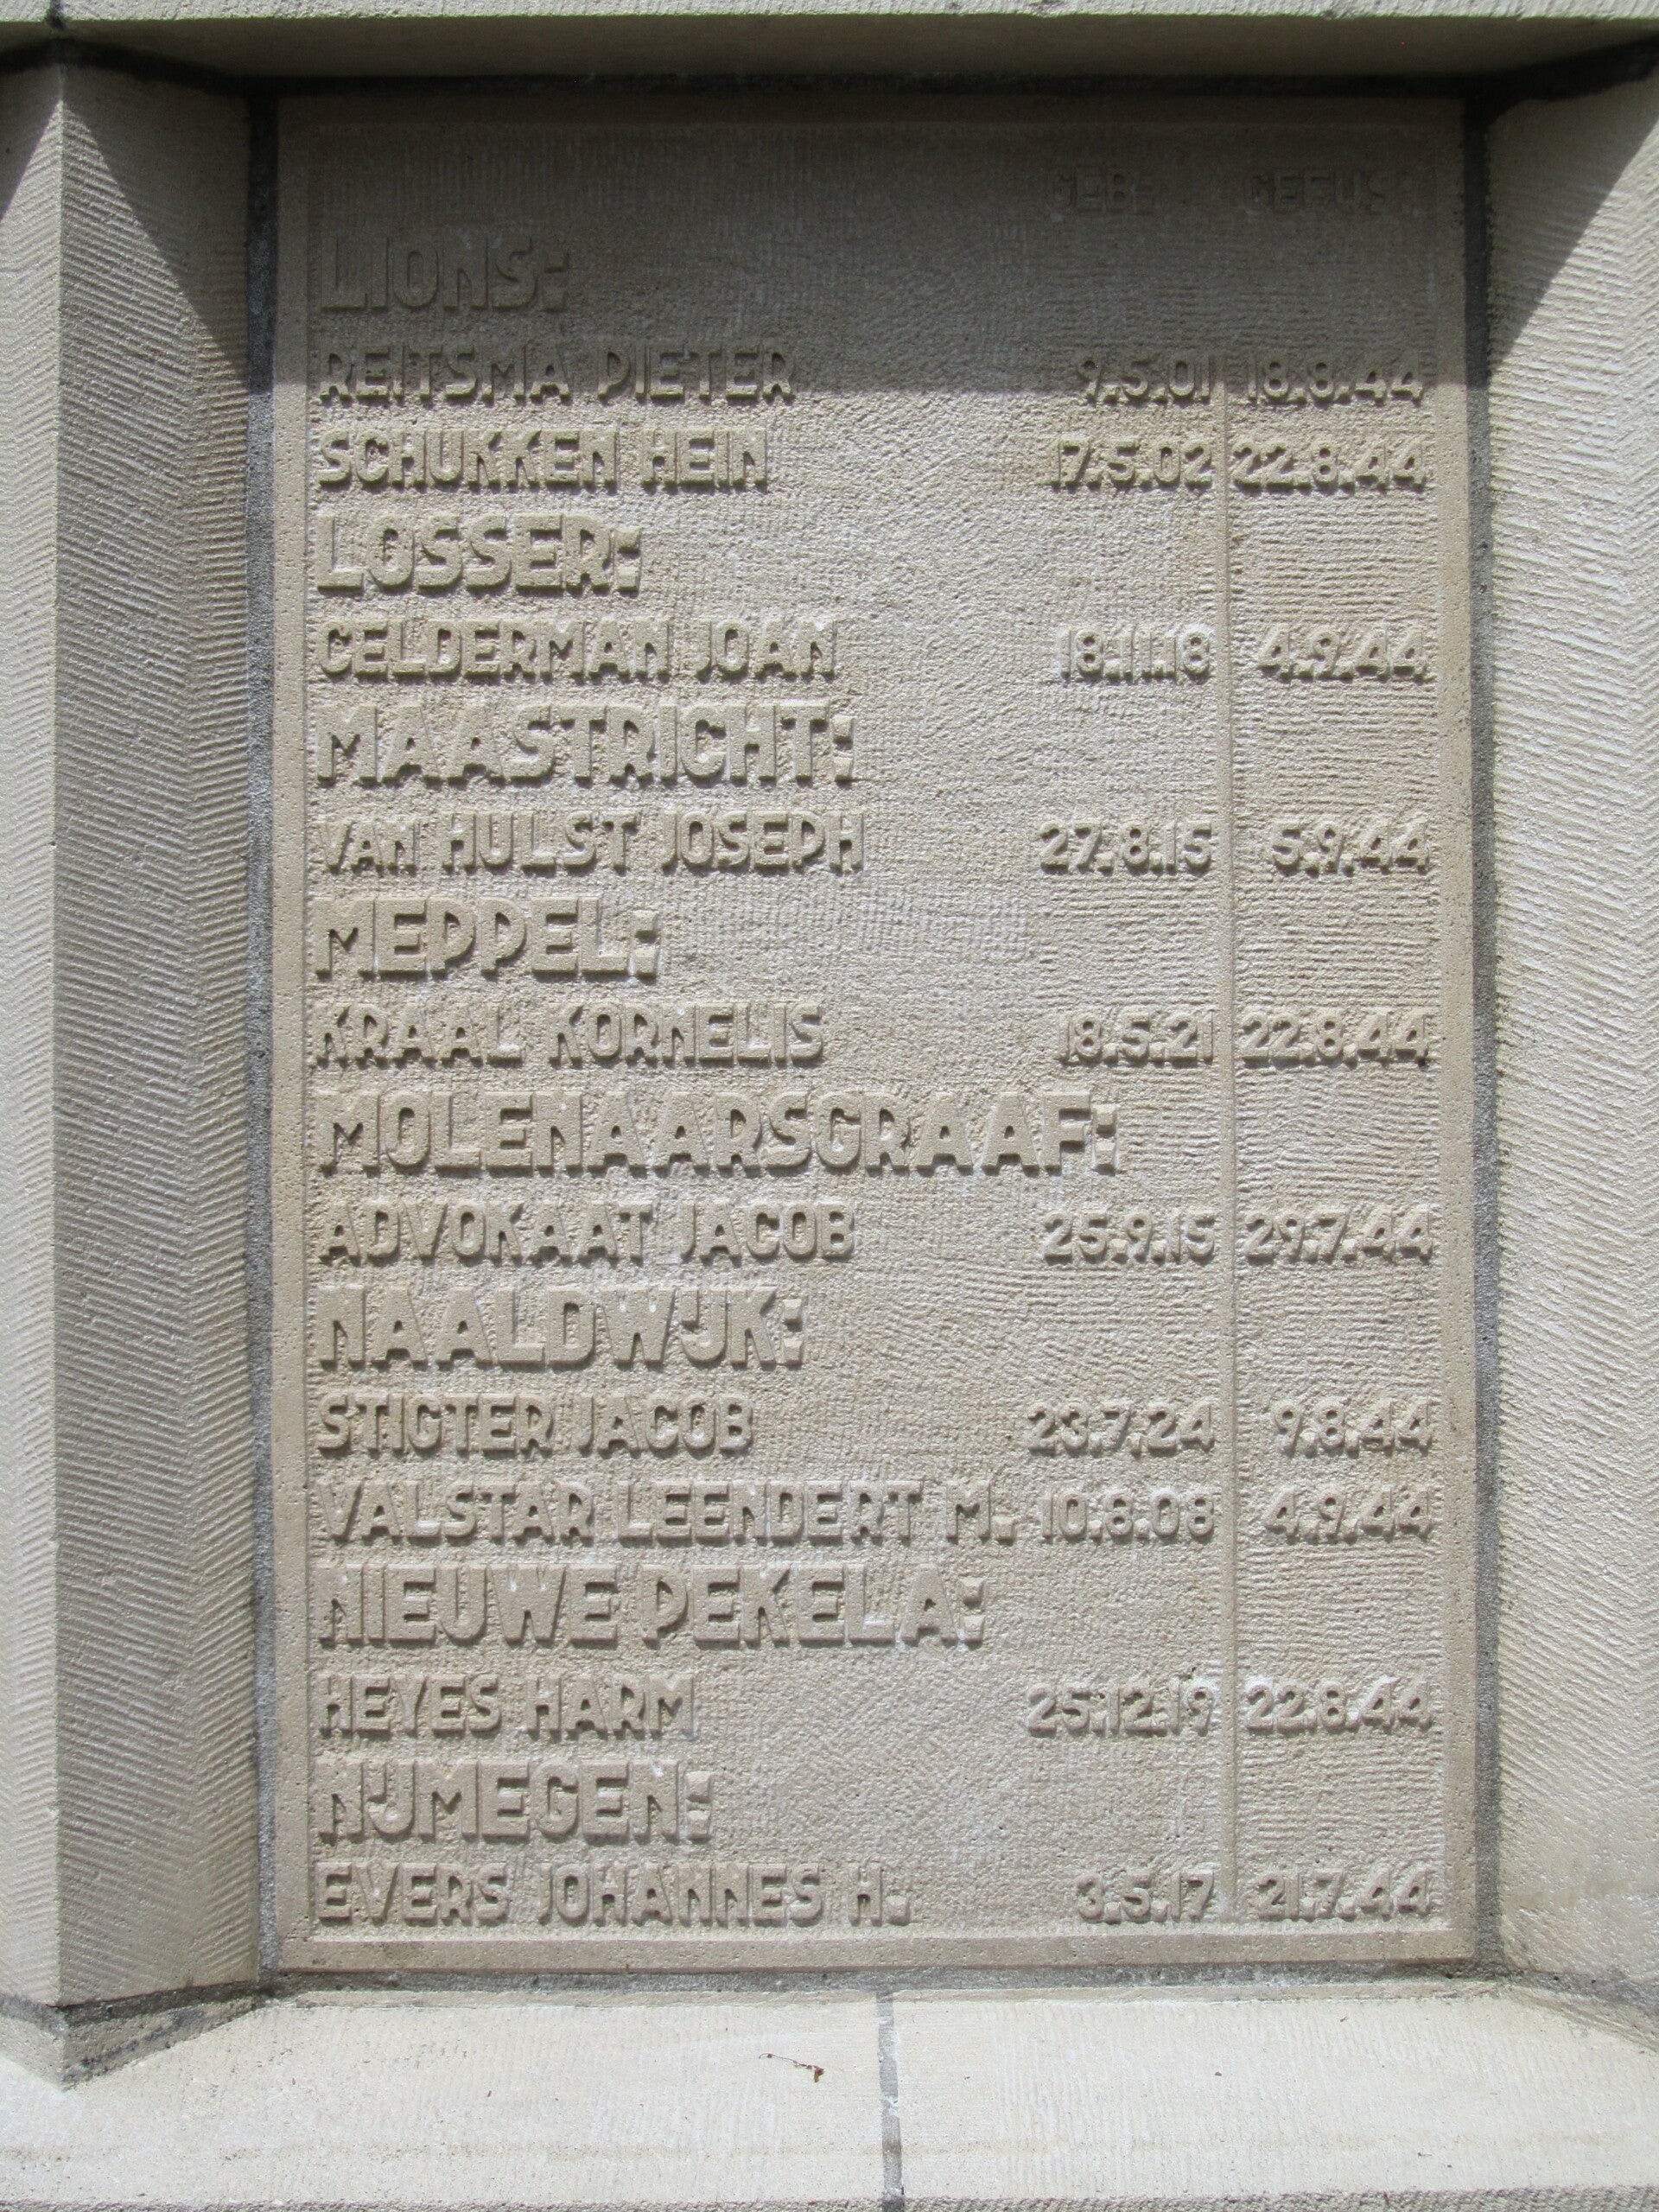 GEB: GEFUS:
LIONS:
REITSMA PIETER 9.5.01 18.8.44
SCHUKKEN HEIN 17.5.02 22.8.44
LOSSER:
GELDERMAN JOAN 18.11.18 4.9.44
MAASTRICHT:
VAN HULST JOSEPH 27.8.15 5.9.44
MEPPEL:
KRAAL KORNELIS 18.5.21 22.8.44
MOLENAARSGRAAF:
ADVOKAAT JACOB 25.9.15 29.7.44
NAALDWIJK:
STIGTER JACOB 23.7.24 9.8.44
VALSTAR LEENDERT M. 10.8.08 4.9.44
NIEUWE PEKELA:
HEYES HARM 25.12.19 22.8.44
NIJMEGEN:
EVERS JOHANNES H. 3.5.17 21.7.44